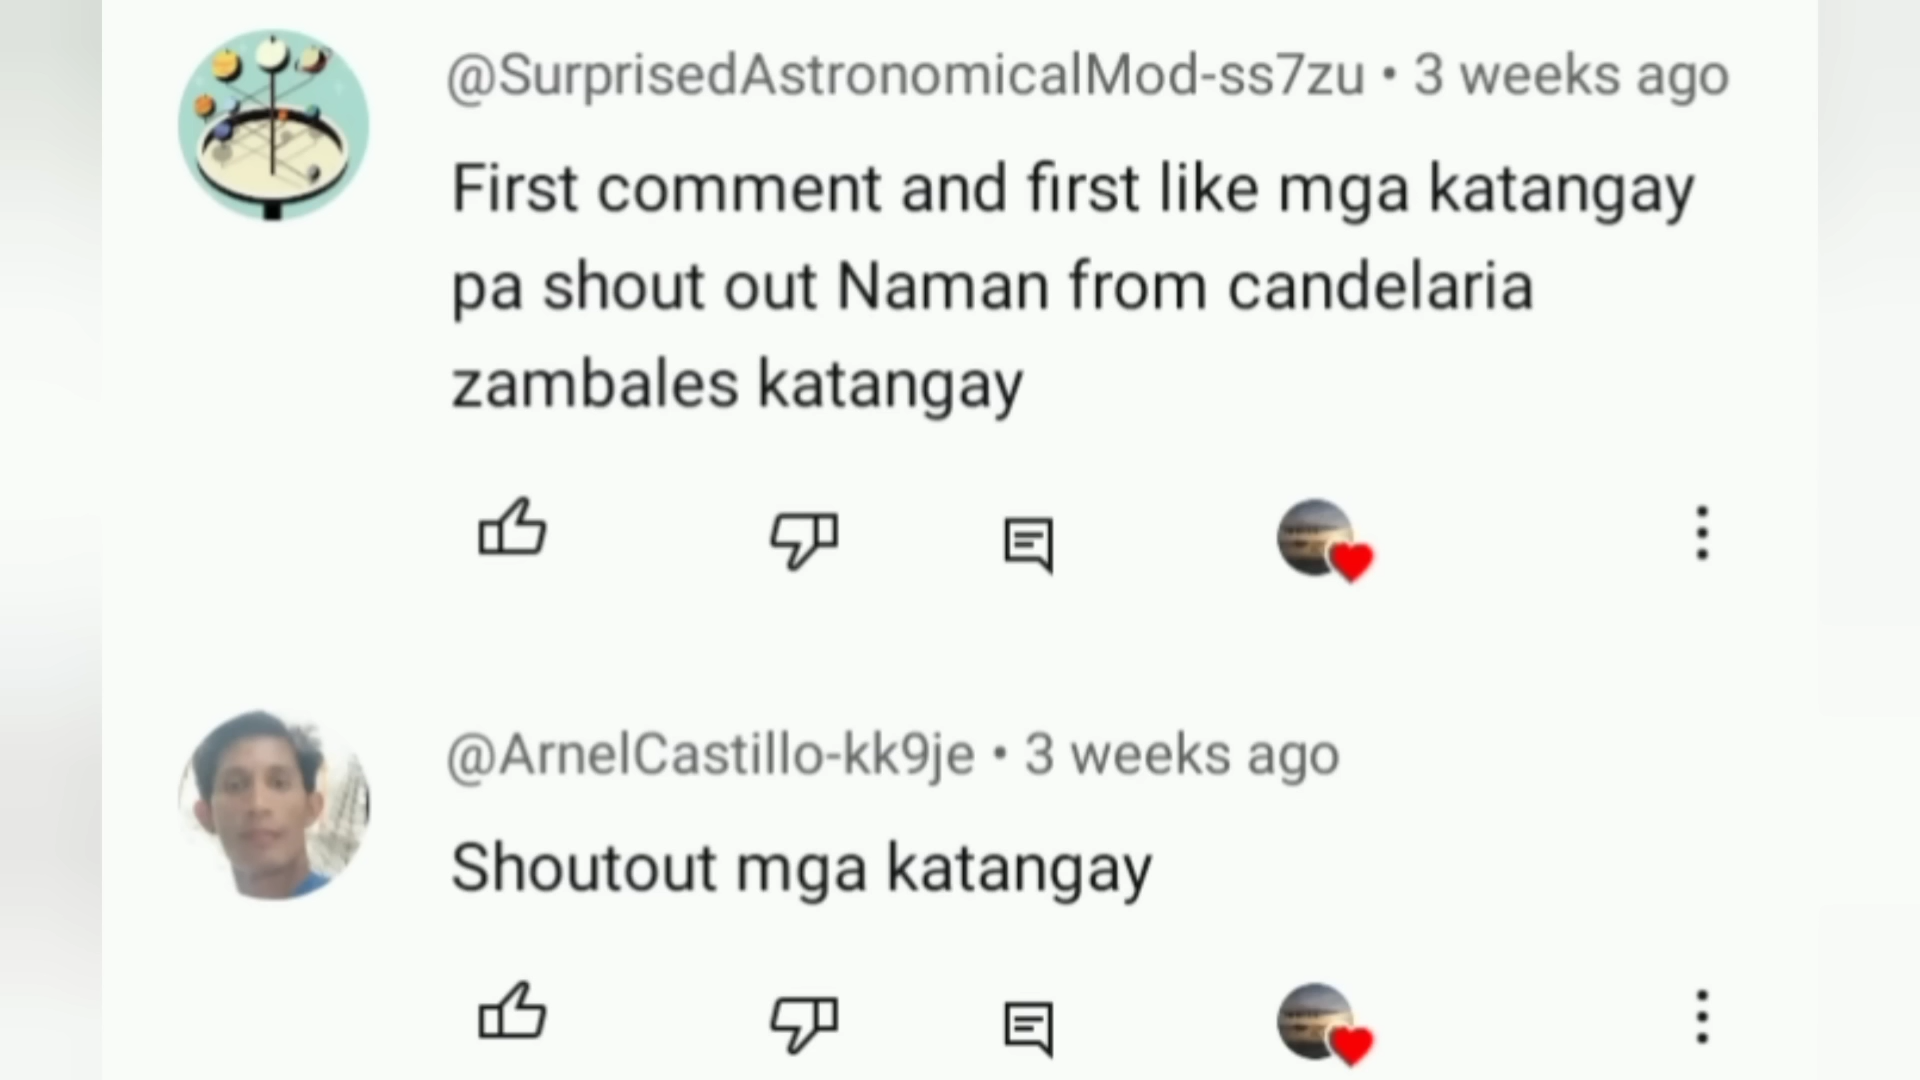 @SurprisedAstronomicalMod-ss7zu • 3 weeks ago
First comment and first like mga katangay
pa shout out Naman from candelaria
zambales katangay
@ArnelCastillo-kk9je • 3 weeks ago
Shoutout mga katangay